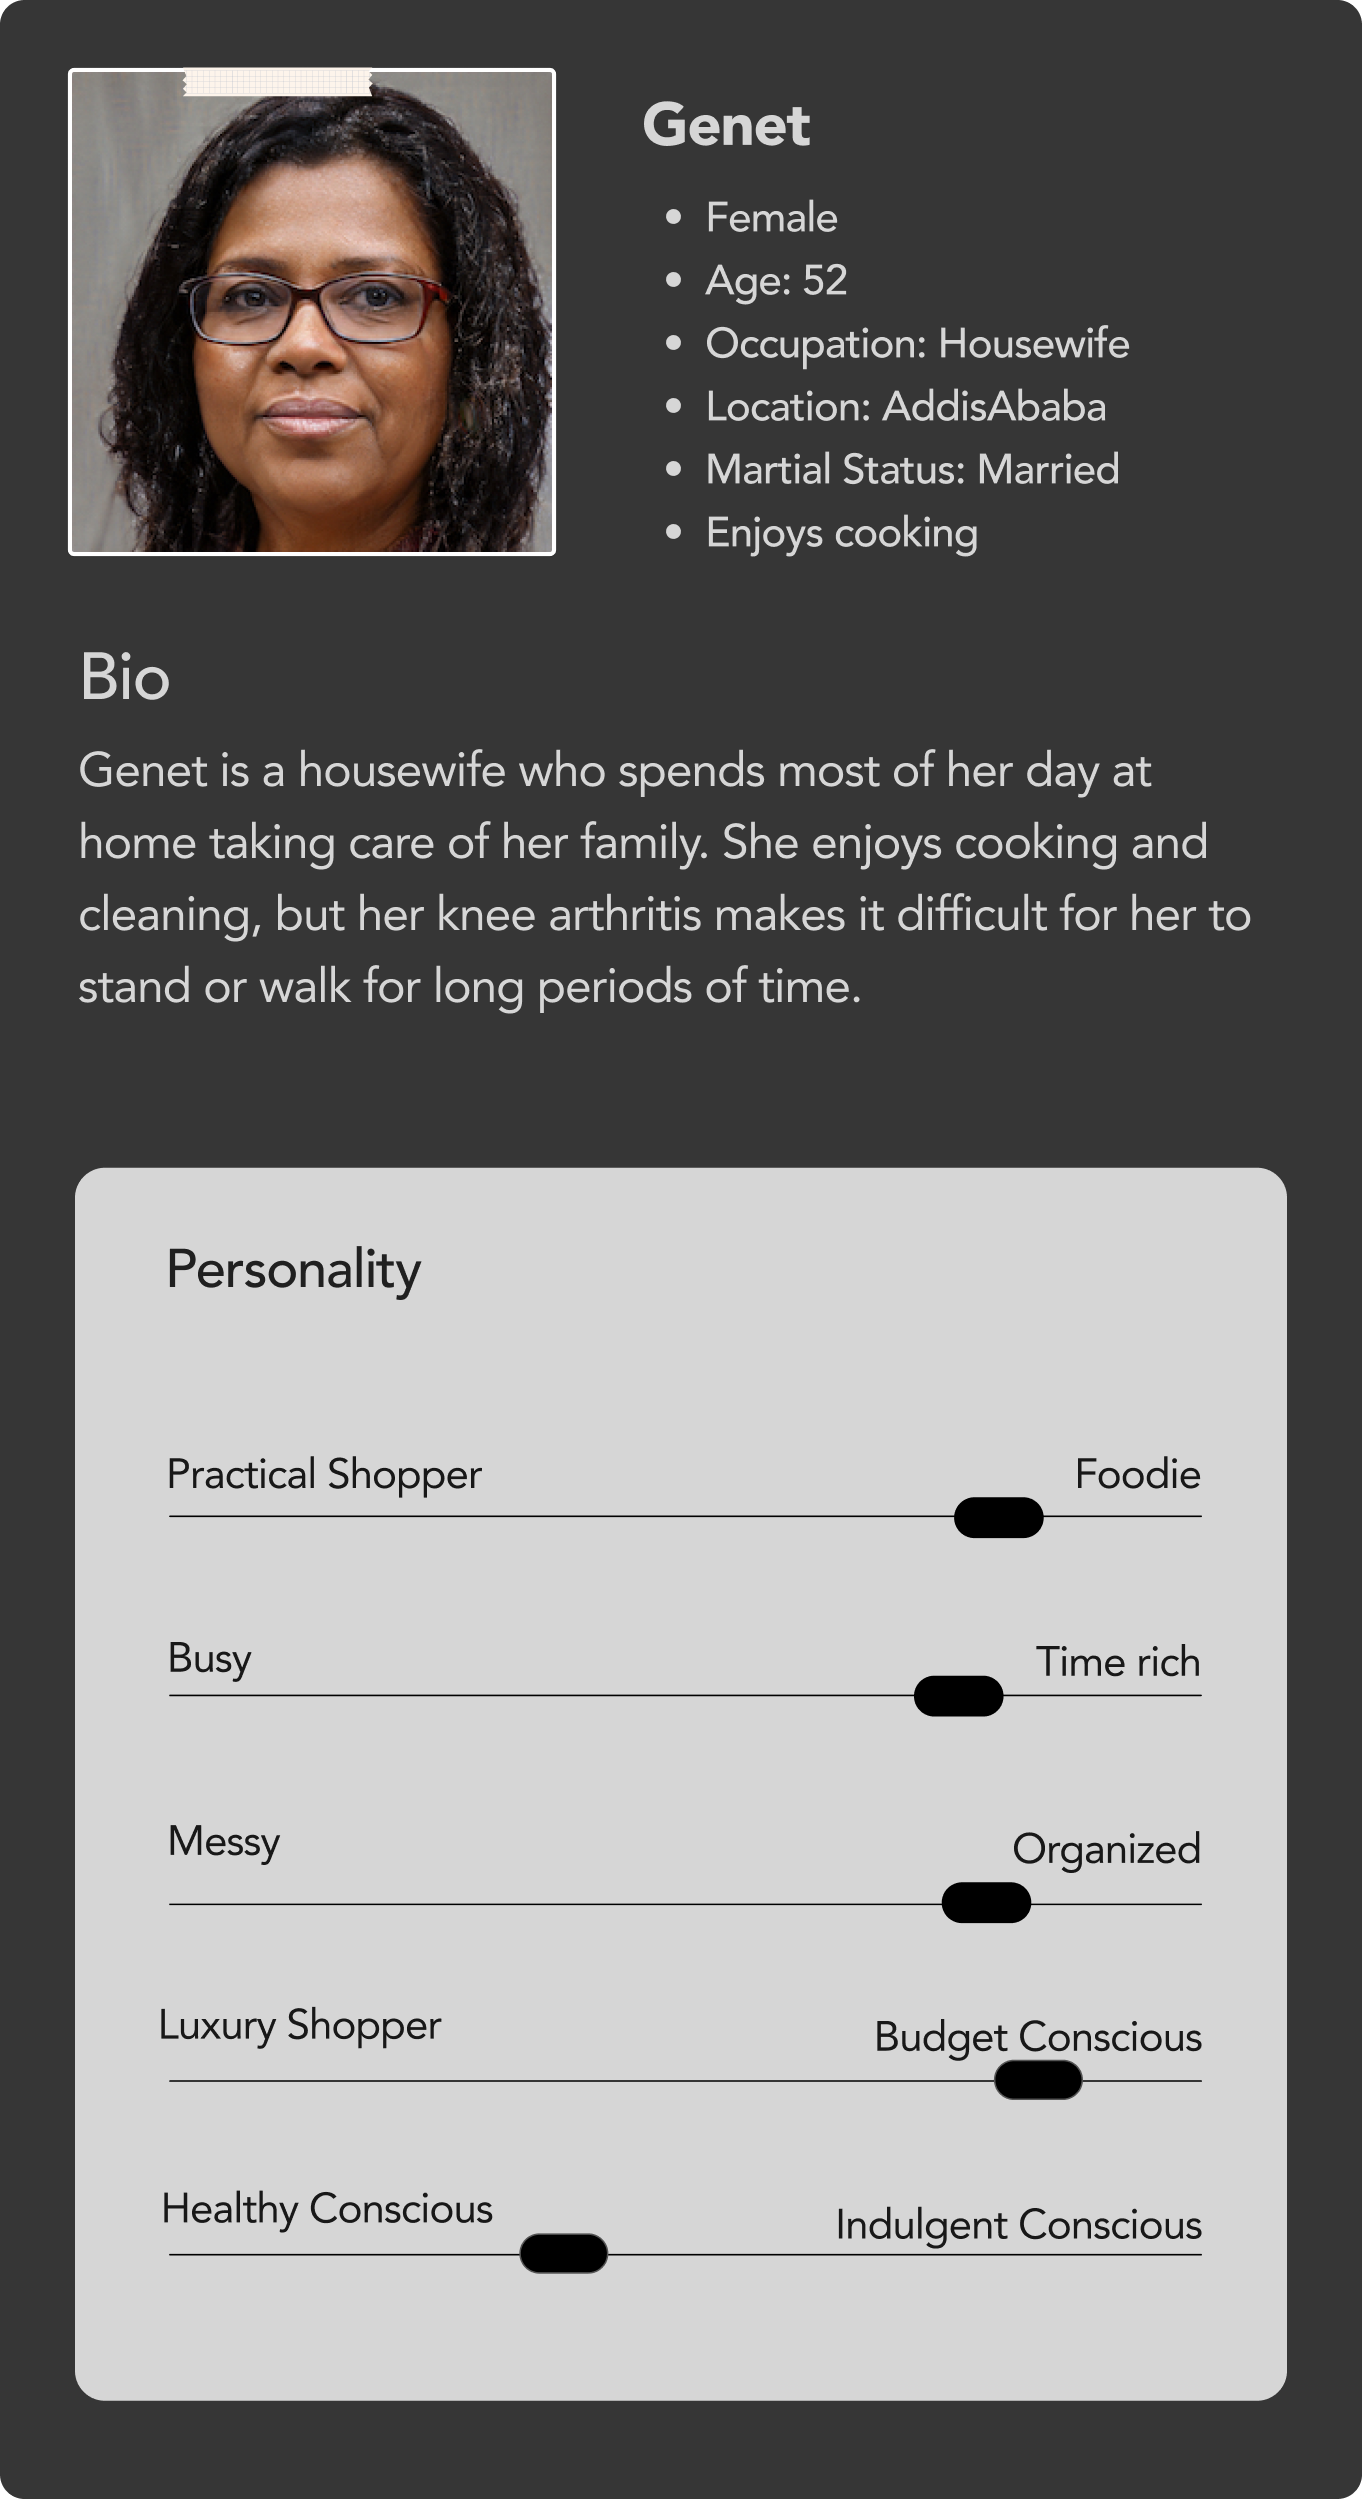 Genet
Female
Age: 52
Occupation: Housewife
Location: AddisAbaba
Martial Status: Married
Enjoys cooking
Bio
Genet is a housewife who spends most of her day at
home taking care of her family. She enjoys cooking and
cleaning, but her knee arthritis makes it difficult for her to
stand or walk for long periods of time.
Personality
Practical Shopper Foodie
Busy Time rich
Messy Organized
Luxury Shopper Budget Conscious
Healthy Conscious Indulgent Conscious